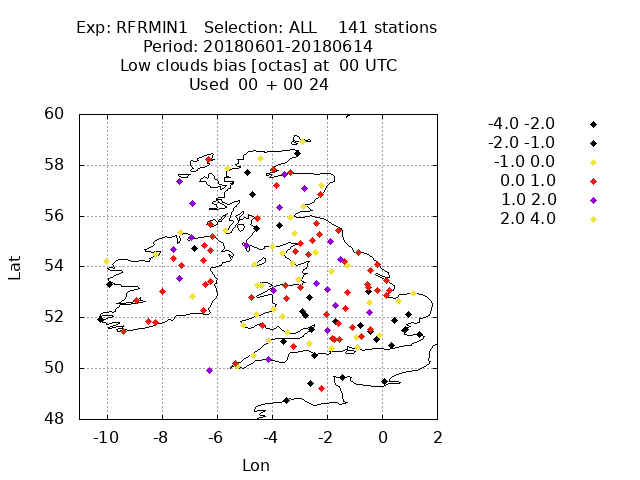 Exp: RFRMIN1 Selection: ALL 141 stations
Period: 20180601-20180614
Low clouds bias [octas] at 00 UTC
Used 00 + 00 24
-4.0 -2.0
-2.0 -1.0
-1.0 0.0
0.0 1.0
1.0 2.0
2.0 4.0
60
58
56
54
52
50
48
Lat
-10 -8 -6 -4 -2 0 2
Lon